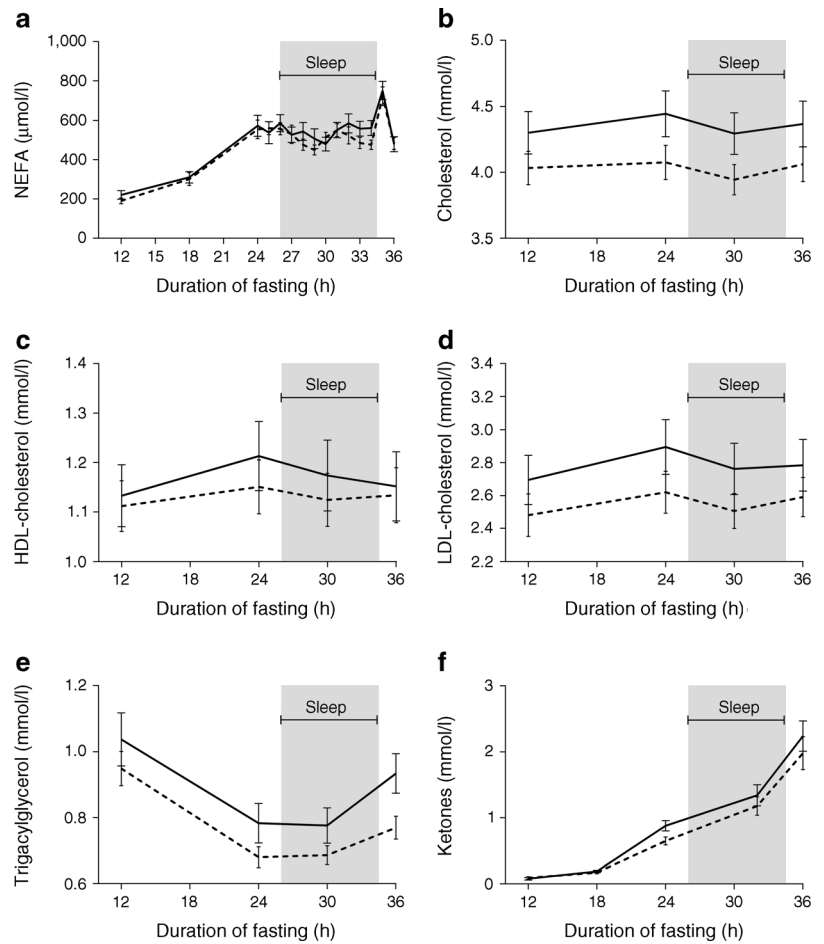 a
1,000
800
600
400
200
0
NEFA (μmol/l)
Sleep
12 15 18 21 24 27 30 33 36
Duration of fasting (h)
b
5.0
4.5
4.0
3.5
Cholesterol (mmol/l)
Sleep
12 18 24 30 36
Duration of fasting (h)
c
1.4
1.3
1.2
1.1
1.0
HDL-cholesterol (mmol/l)
Sleep
12 18 24 30 36
Duration of fasting (h)
d
3.4
3.2
3.0
2.8
2.6
2.4
2.2
LDL-cholesterol (mmol/l)
Sleep
12 18 24 30 36
Duration of fasting (h)
e
1.2
1.0
0.8
0.6
Trigacylglycerol (mmol/l)
Sleep
12 18 24 30 36
Duration of fasting (h)
f
3
2
1
0
Ketones (mmol/l)
Sleep
12 18 24 30 36
Duration of fasting (h)